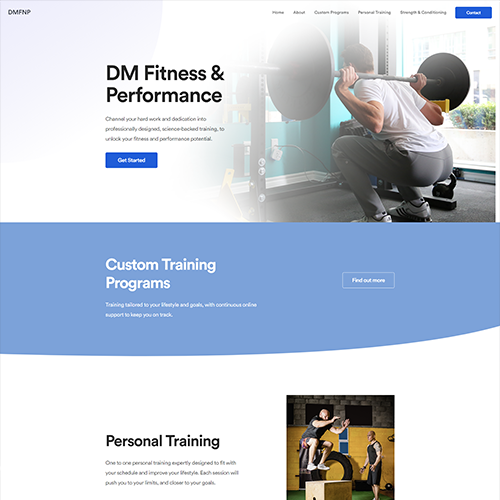 DMFNP
Home About Custom Programs Personal Training Strength & Conditioning Contact
DM Fitness &
Performance
Channel your hard work and dedication into
professionally designed, science-backed training, to
unlock your fitness and performance potential.
Get Started
Custom Training
Programs
Find out more
Training tailored to your lifestyle and goals, with continuous online
support to keep you on track.
Personal Training
One to one personal training expertly designed to fit with
your schedule and improve your lifestyle. Each session will
push you to your limits, and closer to your goals.